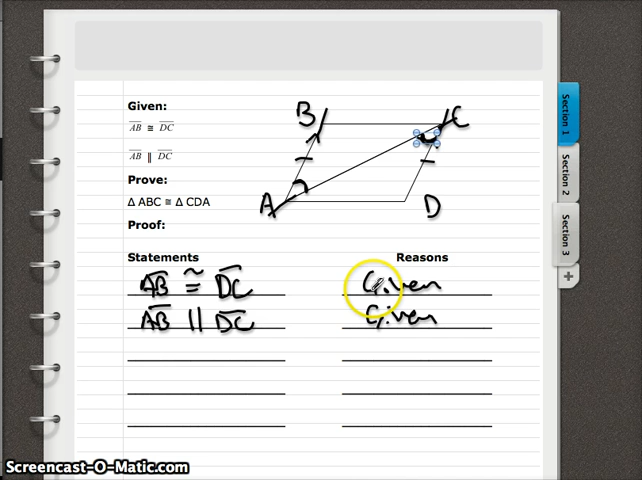 Given:
AB ≅ DC
AB ∥ DC
Prove:
Δ ABC ≅ Δ CDA
Proof:
B
C
A
D
Statements Reasons
AB ≅ DC Given
AB ∥ DC Given
Section 1
Section 2
Section 3
+
Screencast-O-Matic.com